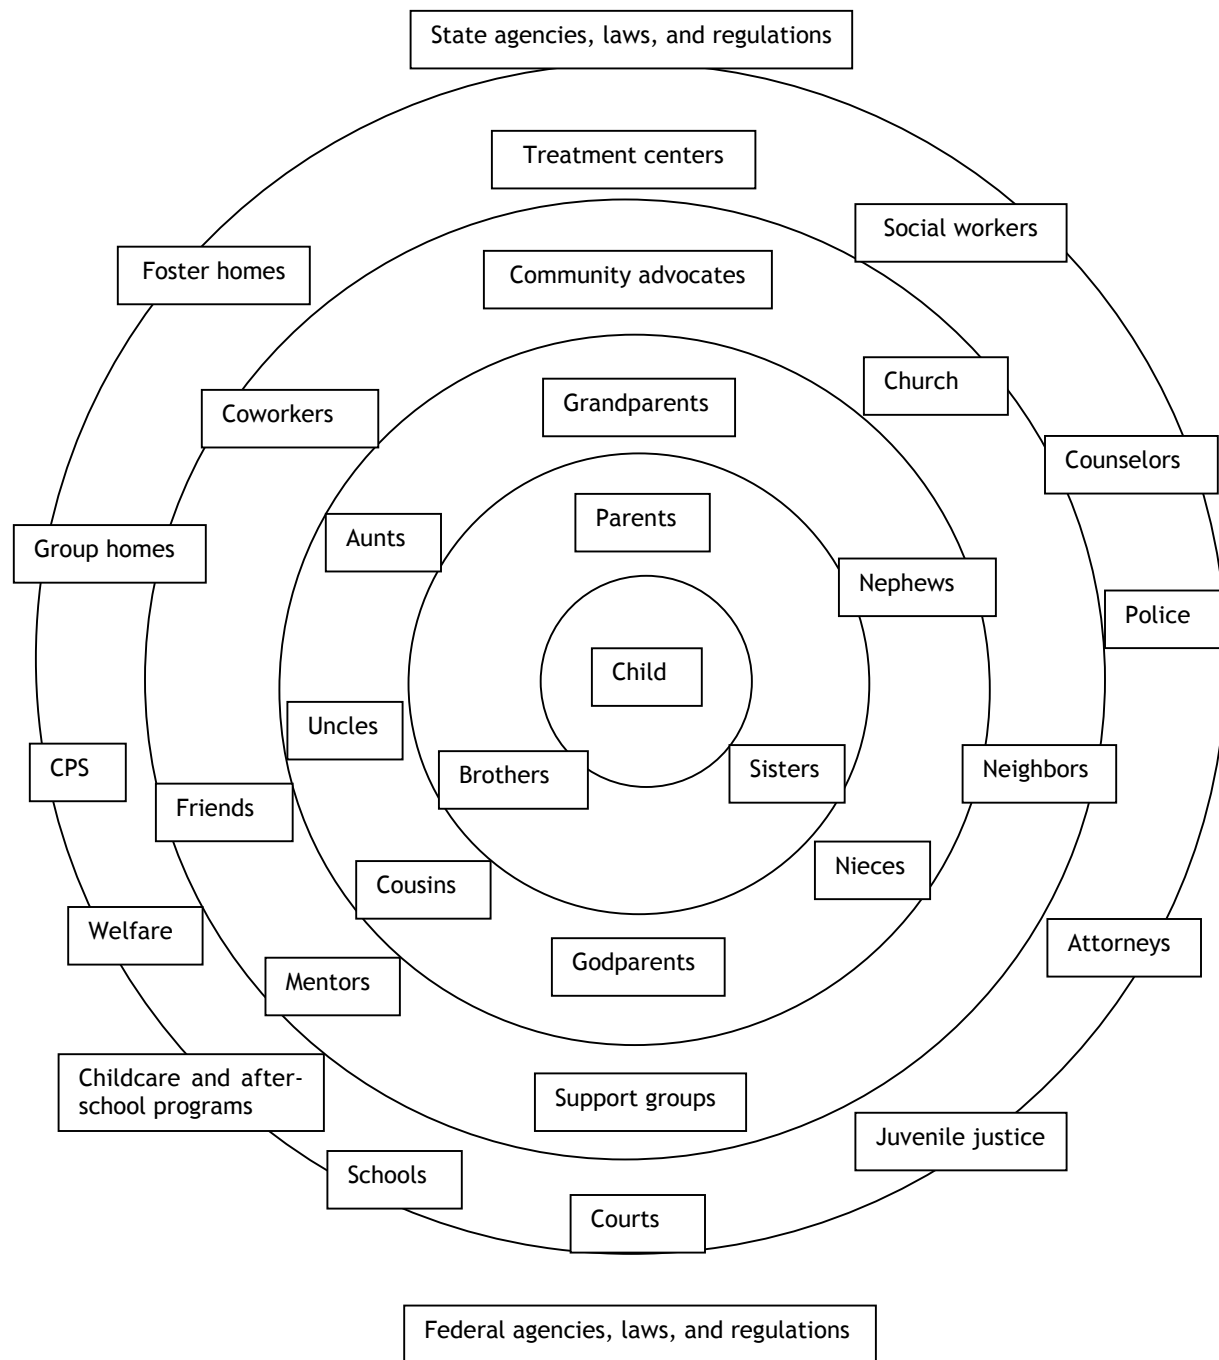 State agencies, laws, and regulations
Treatment centers
Social workers
Foster homes
Community advocates
Church
Grandparents
Coworkers
Counselors
Parents
Aunts
Group homes
Nephews
Police
Child
Uncles
CPS
Brothers
Sisters
Neighbors
Friends
Nieces
Cousins
Welfare
Attorneys
Godparents
Mentors
Childcare and after-
school programs
Support groups
Juvenile justice
Schools
Courts
Federal agencies, laws, and regulations